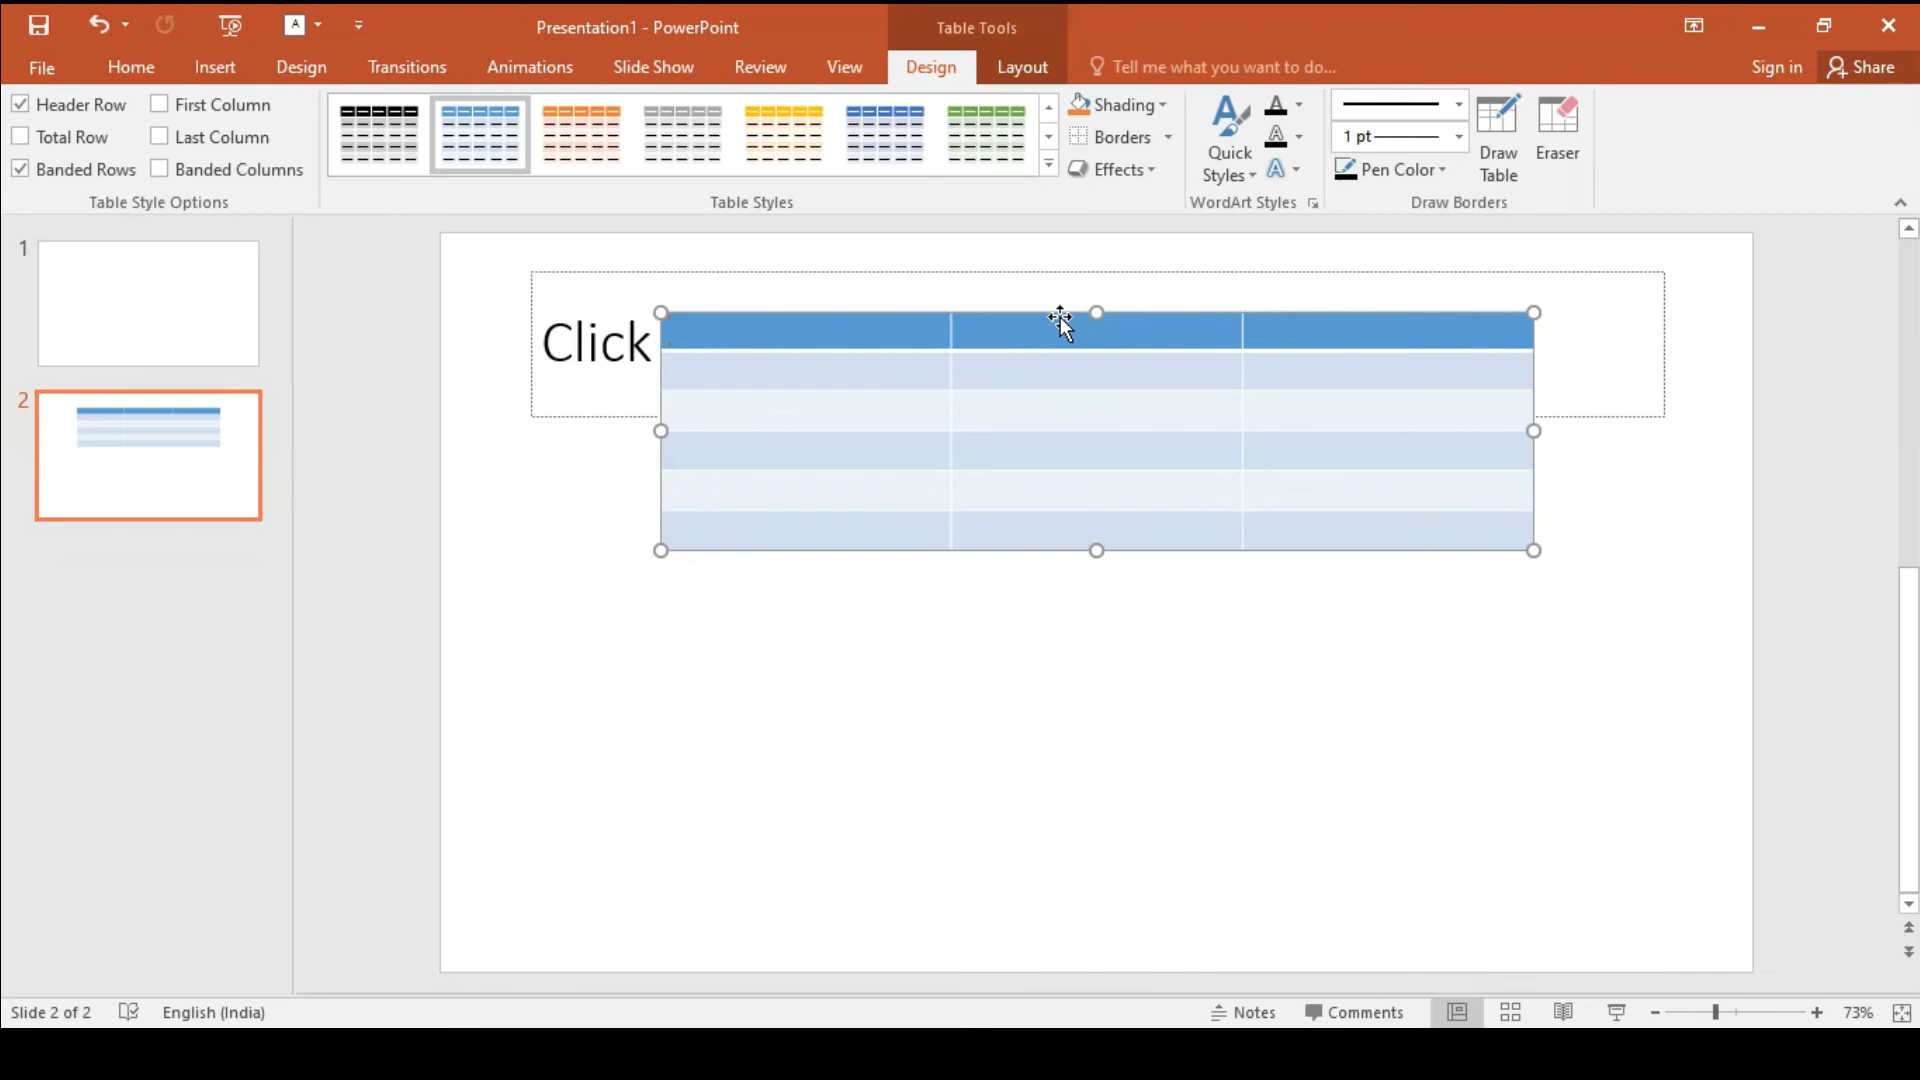 A
Presentation1 - PowerPoint
Table Tools
File Home Insert Design Transitions Animations Slide Show Review View Design Layout Tell me what you want to do... Sign in Share
Header Row First Column
Total Row Last Column
Banded Rows Banded Columns
Table Style Options
Table Styles
Shading
Borders
Effects
A
Quick
Styles
A
A
A
WordArt Styles
1 pt
Pen Color
Draw
Table
Eraser
Draw Borders
1
2
Click
Slide 2 of 2 English (India) Notes Comments 73%